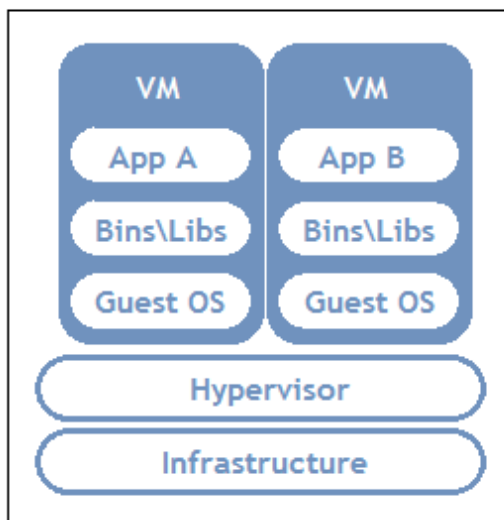 VM VM
App A App B
Bins\Libs Bins\Libs
Guest OS Guest OS
Hypervisor
Infrastructure